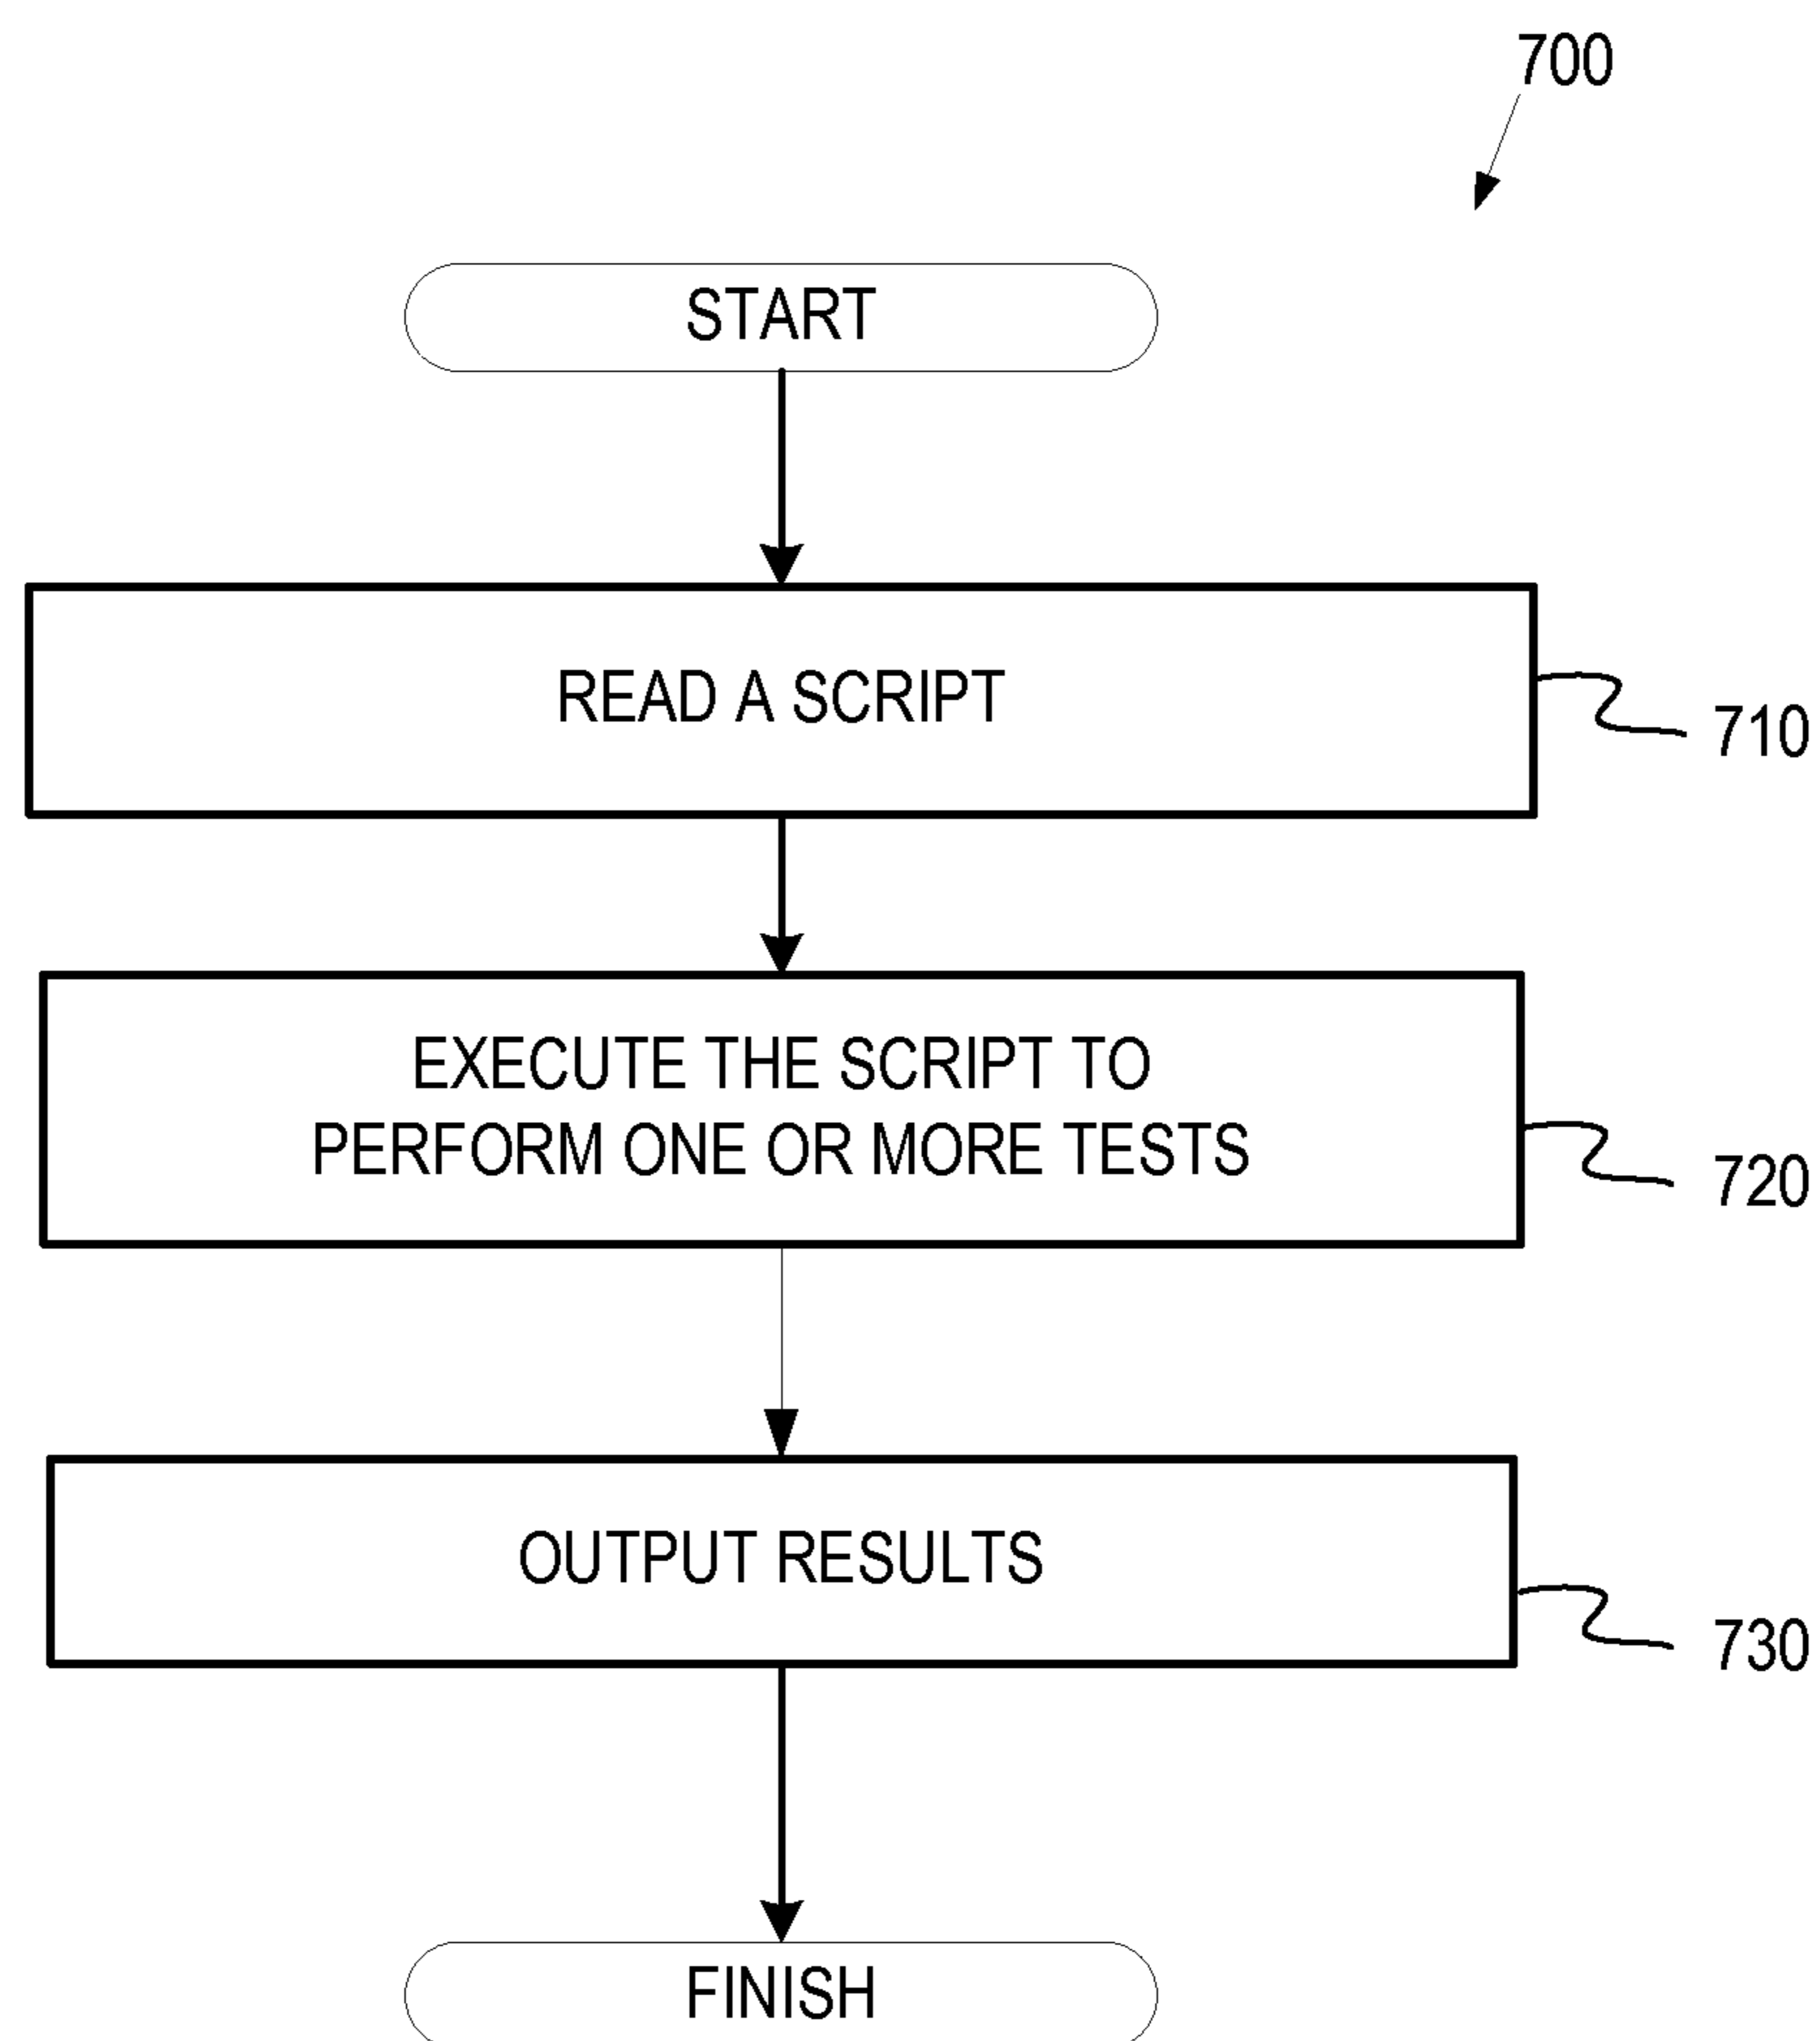 700
START
READ A SCRIPT
710
EXECUTE THE SCRIPT TO
PERFORM ONE OR MORE TESTS
720
OUTPUT RESULTS
730
FINISH